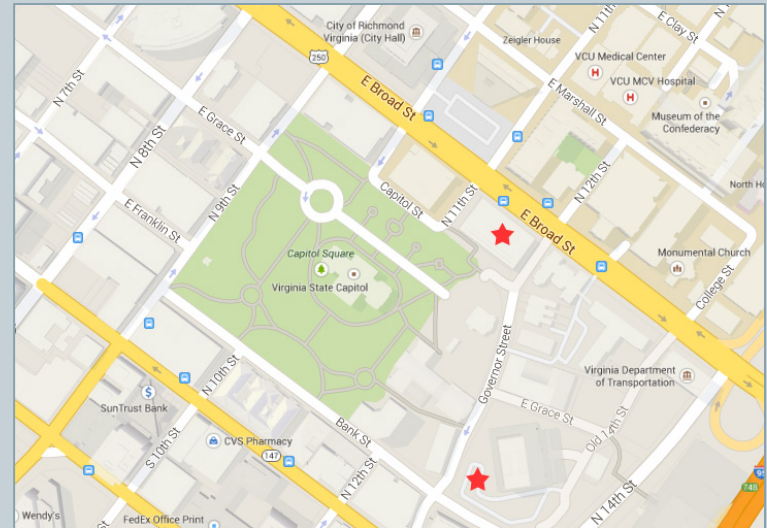 City of Richmond
Virginia (City Hall)
N 11th St
E Clay St
Zeigler House
250
VCU Medical Center
VCU MCV Hospital
N 7th St
E Broad St
E Marshall St
Museum of the
Confederacy
N 8th St
E Grace St
N 12th St
N 9th St
Capitol St
N 11th St
E Broad St
E Franklin St
Capitol Square
Virginia State Capitol
Monumental Church
College St
Governor Street
Virginia Department
of Transportation
N 10th St
SunTrust Bank
E Grace St
Old 14th St
Bank St
CVS Pharmacy
147
S 10th St
N 12th St
N 14th St
Wendy's
FedEx Office Print